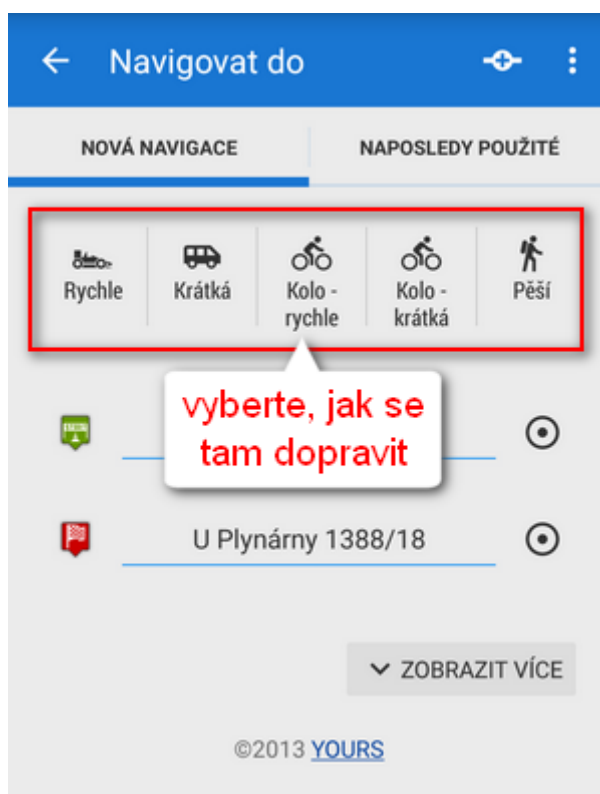 Navigovat do
NOVÁ NAVIGACE
NAPOSLEDY POUŽITÉ
Rychle
Krátká
Kolo -
rychle
Kolo -
krátká
Pěší
vyberte, jak se
tam dopravit
U Plynárny 1388/18
ZOBRAZIT VÍCE
©2013 YOURS